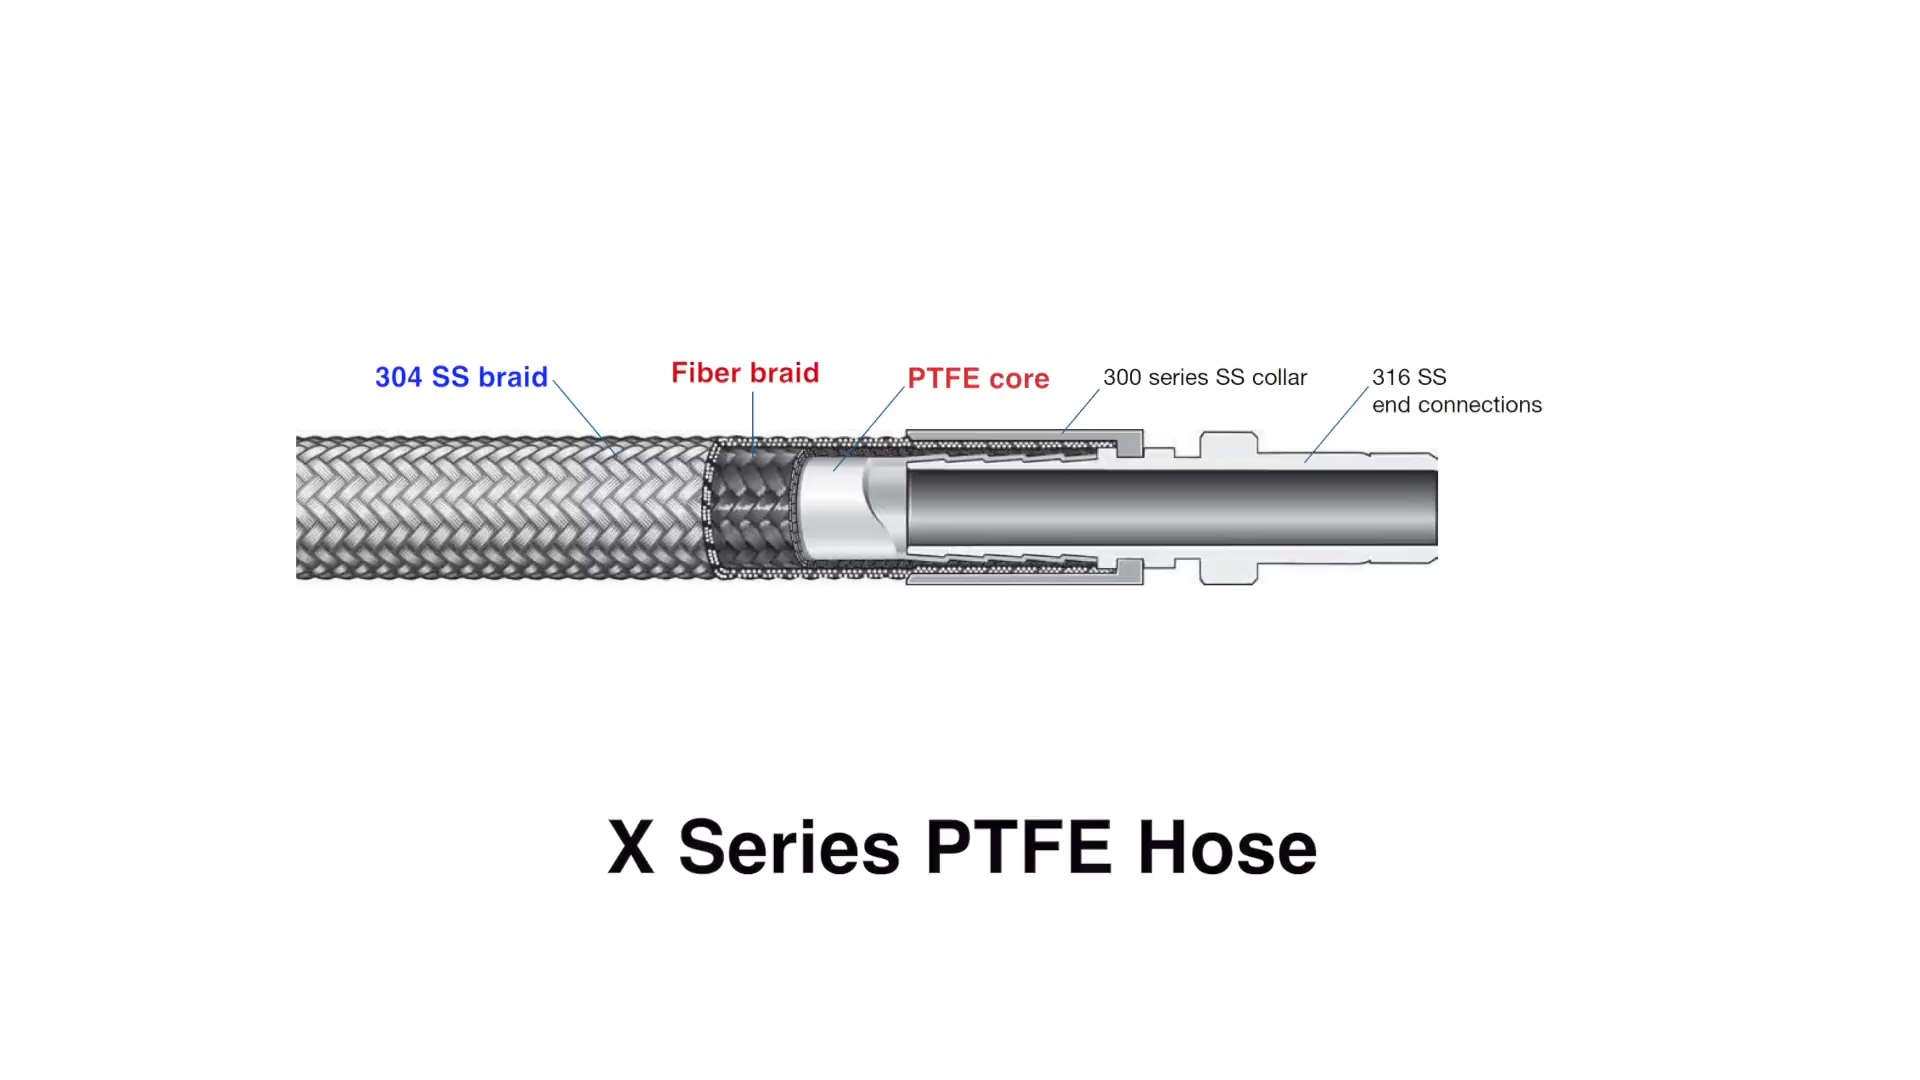 304 SS braid
Fiber braid
PTFE core
300 series SS collar
316 SS
end connections
X Series PTFE Hose